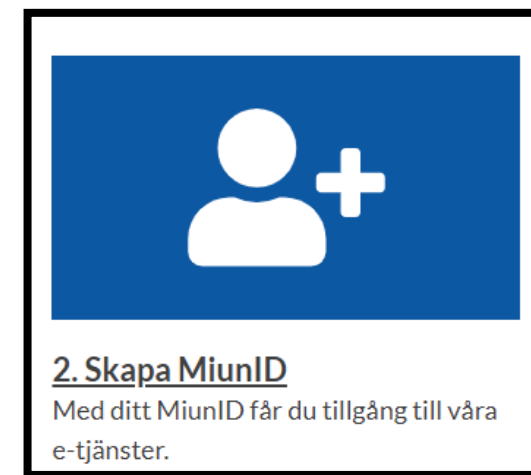 2. Skapa MiunID
Med ditt MiunID får du tillgång till våra
e-tjänster.